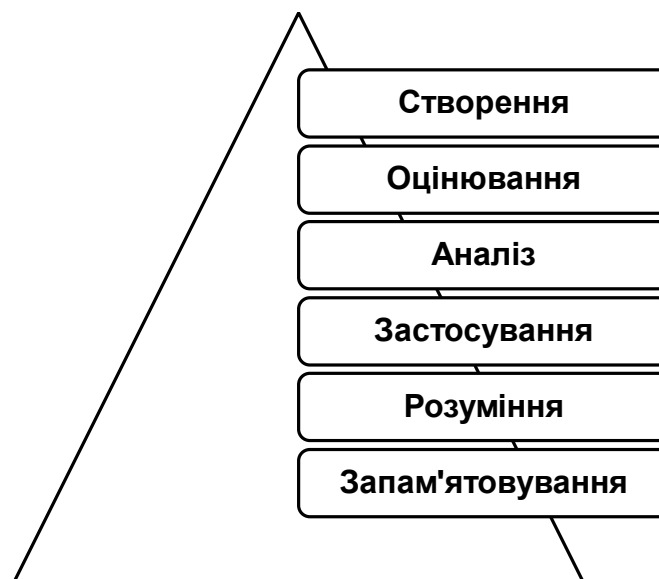 Створення
Оцінювання
Аналіз
Застосування
Розуміння
Запам'ятовування